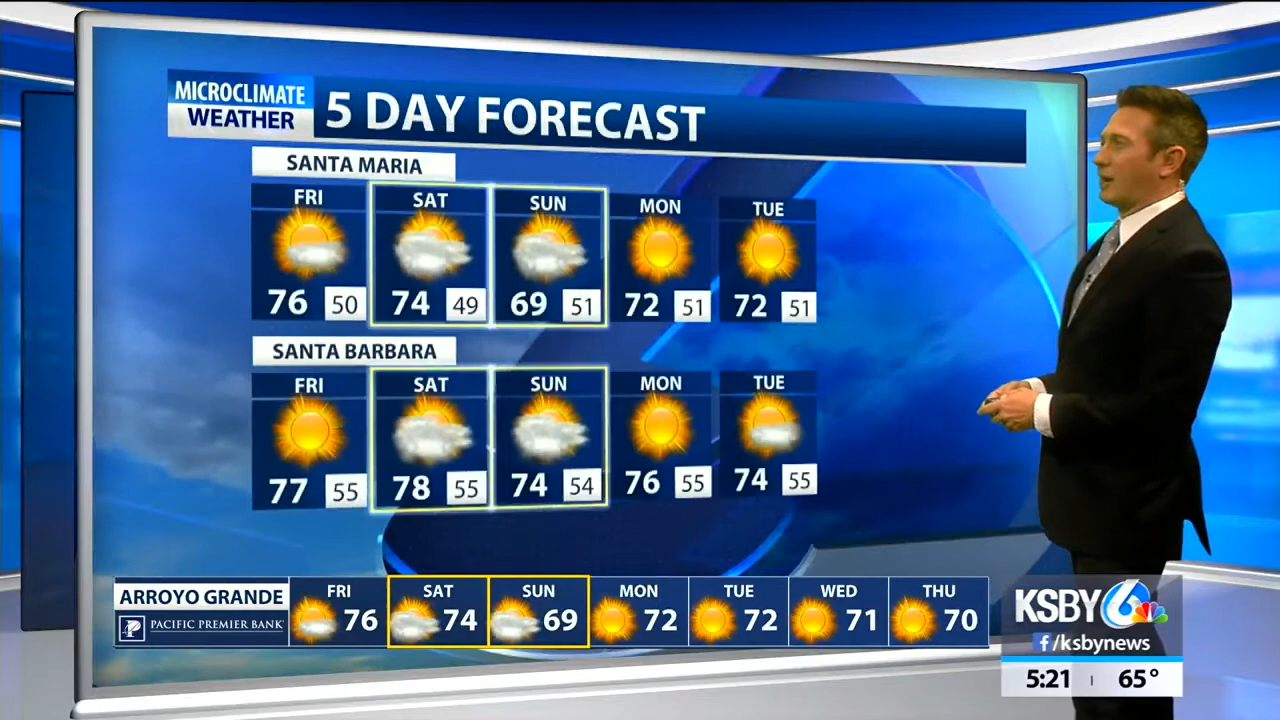 MICROCLIMATE
WEATHER
5 DAY FORECAST
SANTA MARIA
FRI SAT SUN MON TUE
76 50 74 49 69 51 72 51 72 51
SANTA BARBARA
FRI SAT SUN MON TUE
77 55 78 55 74 54 76 55 74 55
ARROYO GRANDE
PACIFIC PREMIER BANK
FRI SAT SUN MON TUE WED THU
76 74 69 72 72 71 70
KSBY 6
f/ksbynews
5:21 65°